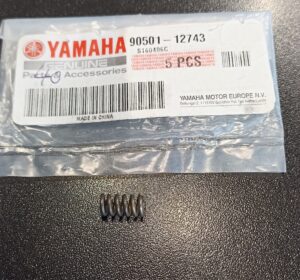 YAMAHA 90501-12743
GENUINE
Parts & Accessories
5 PCS
MADE IN CHINA
YAMAHA MOTOR EUROPE N.V.